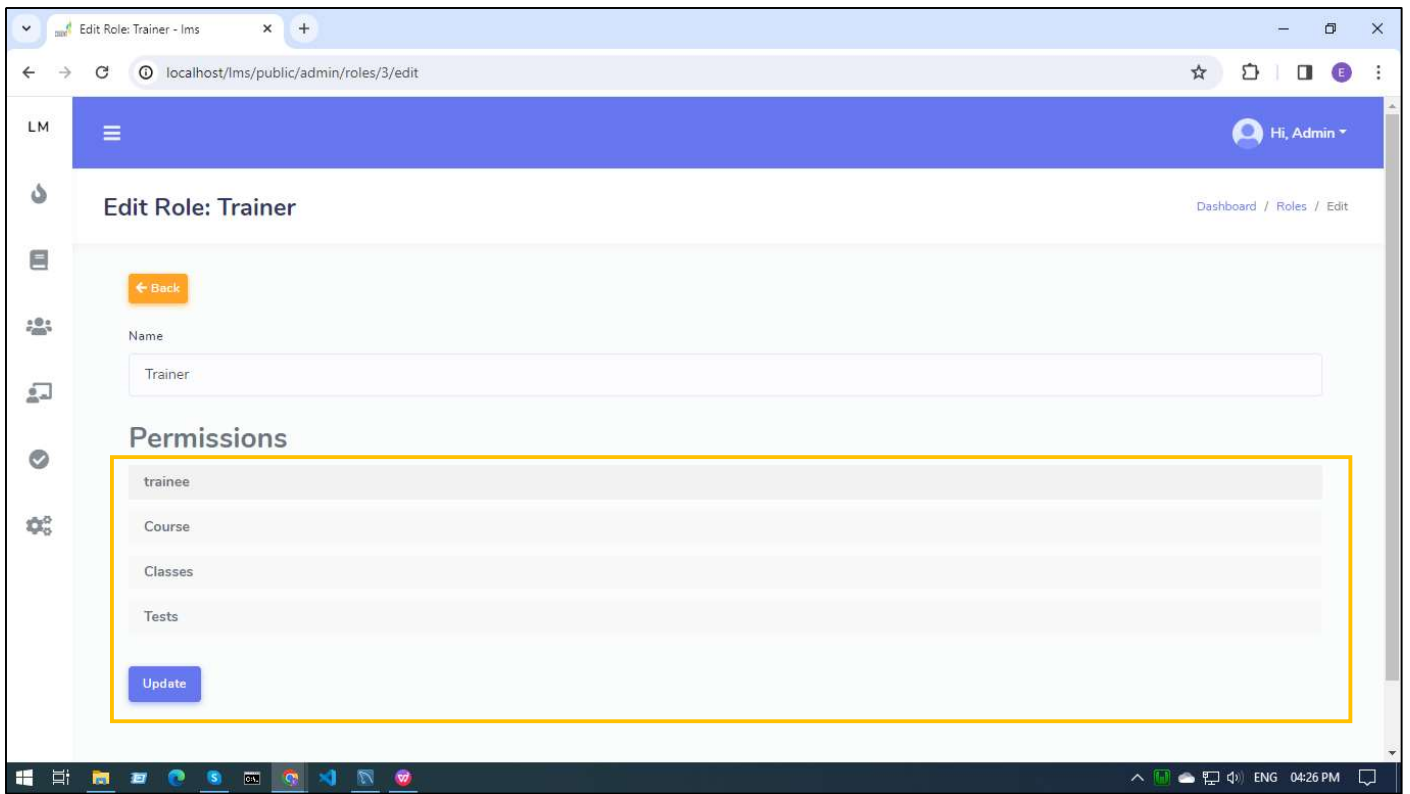 Edit Role: Trainer - lms
localhost/lms/public/admin/roles/3/edit
E
LM
Hi, Admin
Edit Role: Trainer
Dashboard / Roles / Edit
Back
Name
Trainer
Permissions
trainee
Course
Classes
Tests
Update
ENG 04:26 PM